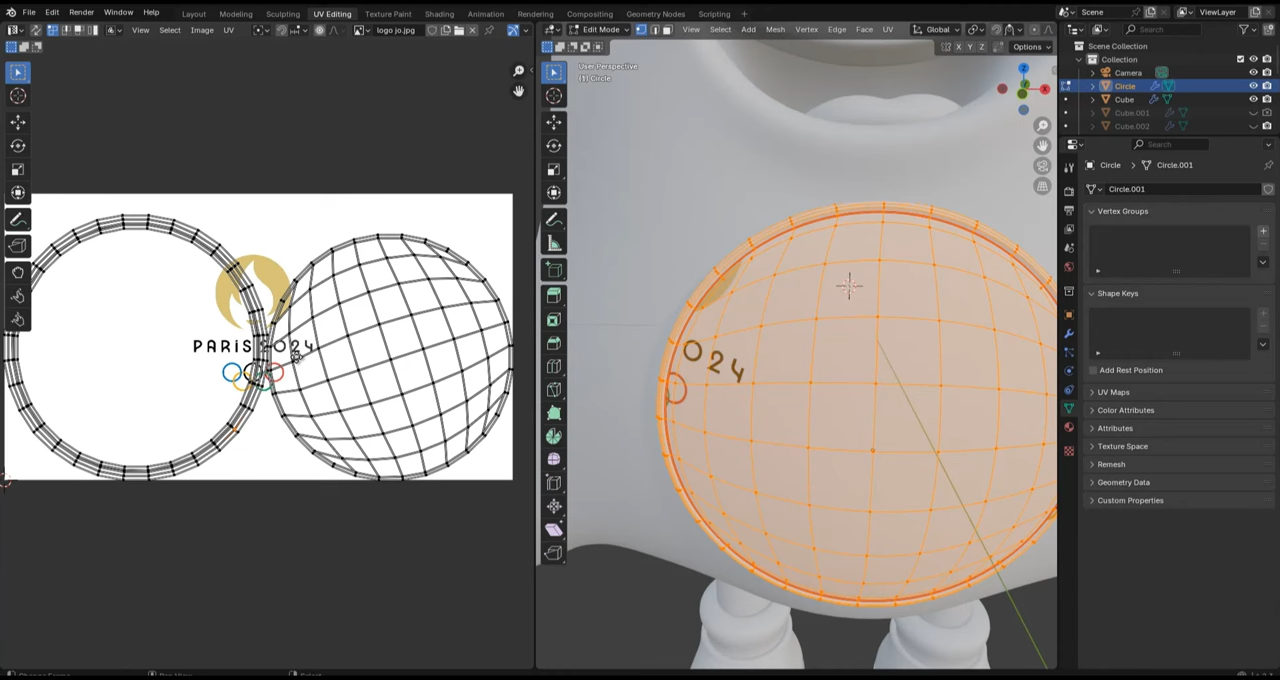 File Edit Render Window Help Layout Modeling Sculpting UV Editing Texture Paint Shading Animation Rendering Compositing Geometry Nodes Scripting + Scene ViewLayer
View Select Image UV logo jo.jpg Edit Mode View Select Add Mesh Vertex Edge Face UV Global Search
X Y Z Options Scene Collection
Collection
User Perspective
(1) Circle
Camera
Circle
Cube
Cube.001
Cube.002
Z
X
Search
Circle Circle.001
Circle.001
Vertex Groups
Shape Keys
PARIS 2024
024
Add Rest Position
UV Maps
Color Attributes
Attributes
Texture Space
Remesh
Geometry Data
Custom Properties